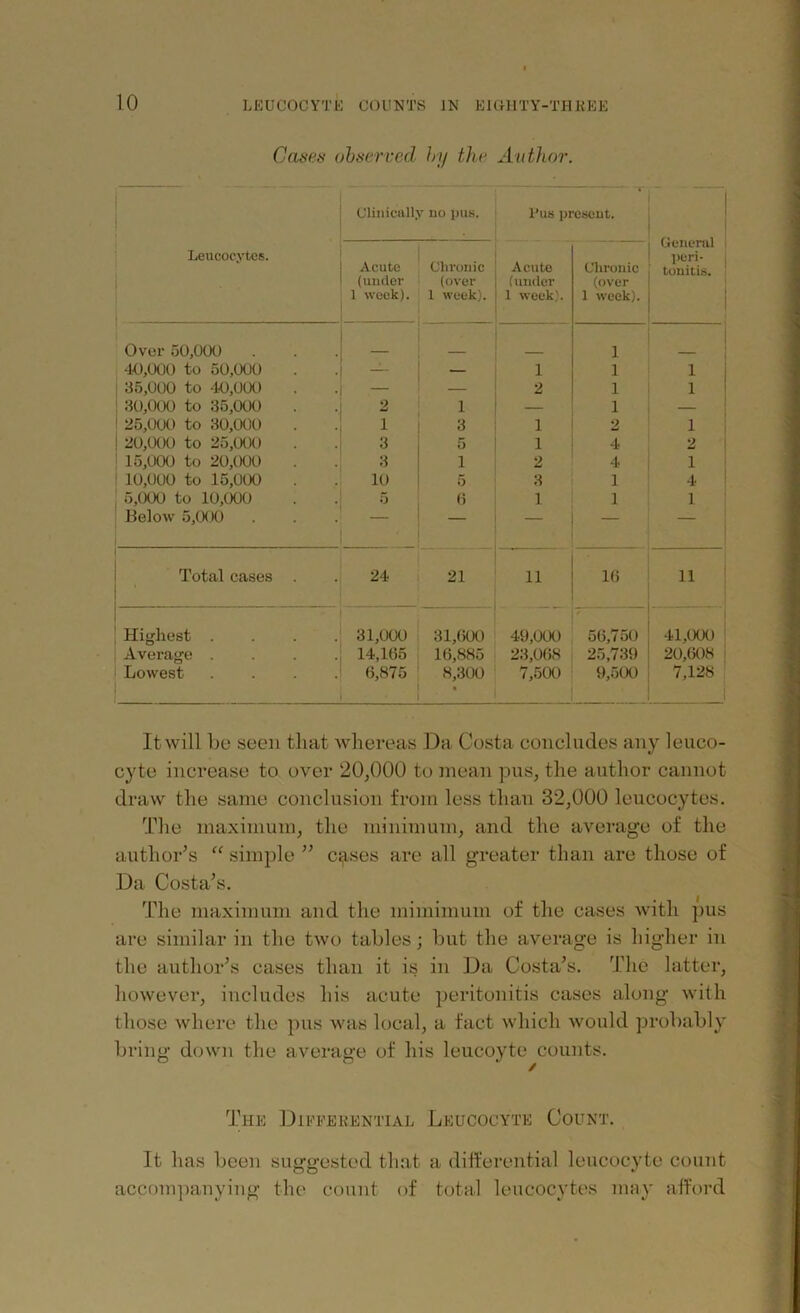 10 LEUCOCYTE COUNTS IN EIGHTY-THREE
Cases observed by the Author.
Leucocytes. Clinically no pus. Pus present. General peri-tonitis.
Acute (under 1 week). Chronic (over 1 week). Acute (under 1 week). Chronic (over 1 week).
Over 50,000 . . . — — — 1 —
40,000 to 50,000 . . — — 1 1 1
35,000 to 40,000 . . — — 2 1 1
30,000 to 35,000 . . 2 1 — 1 —
25,000 to 30,000 . . 1 3 1 2 1
20,000 to 25,000 . . 3 5 1 4 2
15,000 to 20,000 . . 3 1 2 4 1
10,000 to 15,000 . . 10 5 3 1 4
5,000 to 10,000 . . 5 6 1 1 1
Below 5,000 . . . — — — — —
Total cases . . 24 21 11 16 11
Highest . . . . 31,000 31,600 49,000 56,750 41,000
Average . . . . 14,165 16,885 23,068 25,739 20,608
Lowest . . . . 6,875 8,300 7,500 9,500 7,128
It will be seen that whereas Da Costa concludes any leuco-
cyte increase to over 20,000 to mean pus, the author cannot
draw the same conclusion from less than 32,000 leucocytes.
The maximum, the minimum, and the average of the
author's “ simple ” cases are all greater than are those of
Da Costa's.
The maximum and the mimimum of the cases with pus
are similar in the two tables; but the average is higher in
the author's cases than it is in Da Costa's. The latter,
however, includes his acute peritonitis cases along with
those where the pus was local, a fact which would probably
bring down the average of his leucoyte counts.
The Differential Leucocyte Count.
It has been suggested that a differential leucocyte count
accompanying the count of total leucocytes may afford